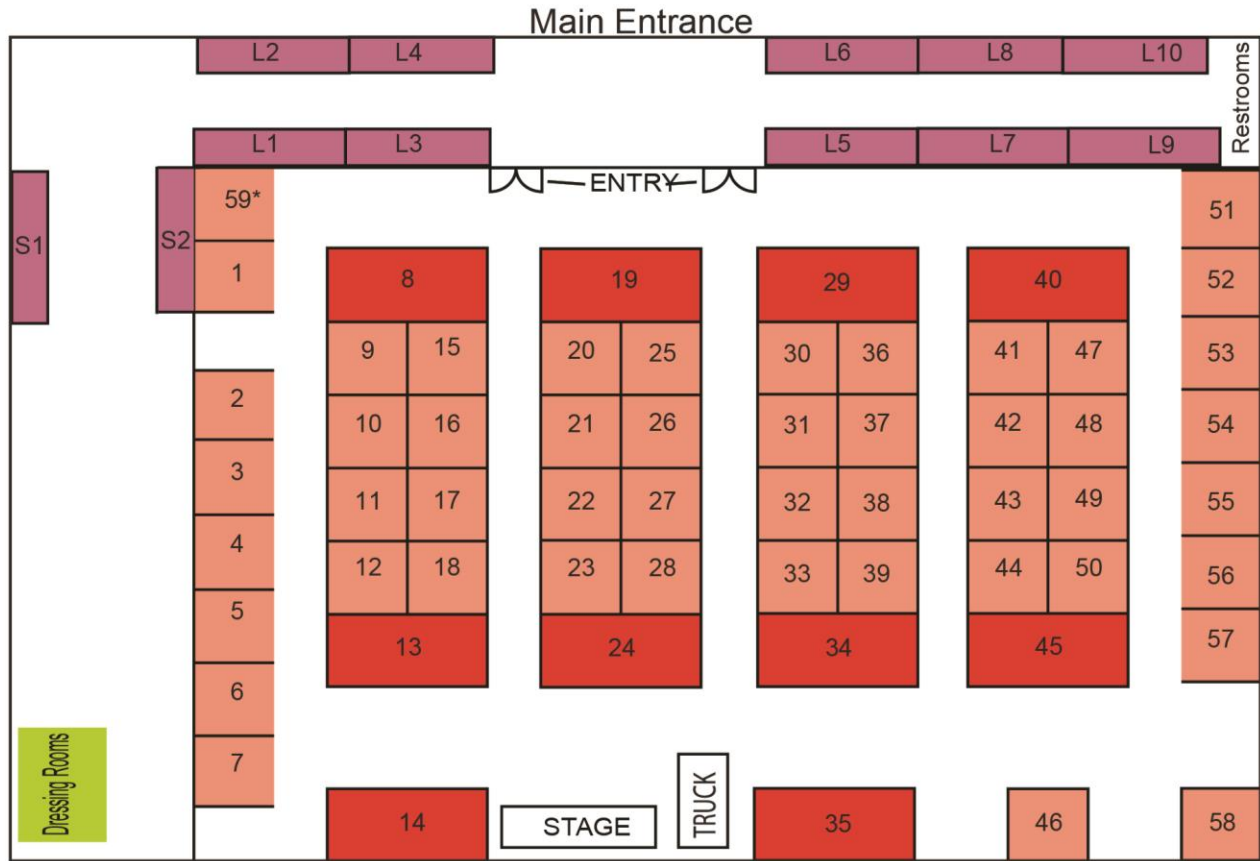 Main Entrance
L2 L4 L6 L8 L10
Restrooms
L1 L3 L5 L7 L9
ENTRY
59* 51
S1 S2 1 8 19 29 40 52
9 15 20 25 30 36 41 47 53
2 10 16 21 26 31 37 42 48 54
3 11 17 22 27 32 38 43 49 55
4 12 18 23 28 33 39 44 50 56
5 13 24 34 45 57
6
7
Dressing Rooms
14 STAGE TRUCK 35 46 58